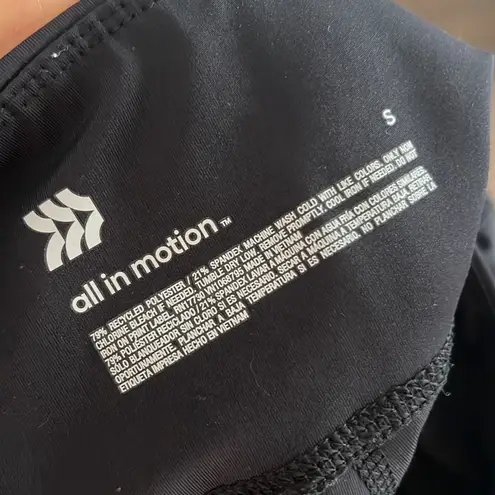 S
all in motion™
79% RECYCLED POLYESTER / 21% SPANDEX MACHINE WASH COLD WITH LIKE COLORS. ONLY NON
CHLORINE BLEACH IF NEEDED. TUMBLE DRY LOW. REMOVE PROMPTLY. COOL IRON IF NEEDED. DO NOT
IRON ON PRINT LABEL. RN17730 WH 068795 MADE IN VIETNAM
79% POLIÉSTER RECICLADO / 21% SPANDEX LAVAR A MÁQUINA CON AGUA FRÍA CON COLORES SIMILARES.
SOLO BLANQUEADOR SIN CLORO SI ES NECESARIO. SECAR A MÁQUINA A TEMPERATURA BAJA. RETIRAR
OPORTUNAMENTE. PLANCHAR A BAJA TEMPERATURA SI ES NECESARIO. NO PLANCHAR SOBRE LA
ETIQUETA IMPRESA HECHO EN VIETNAM